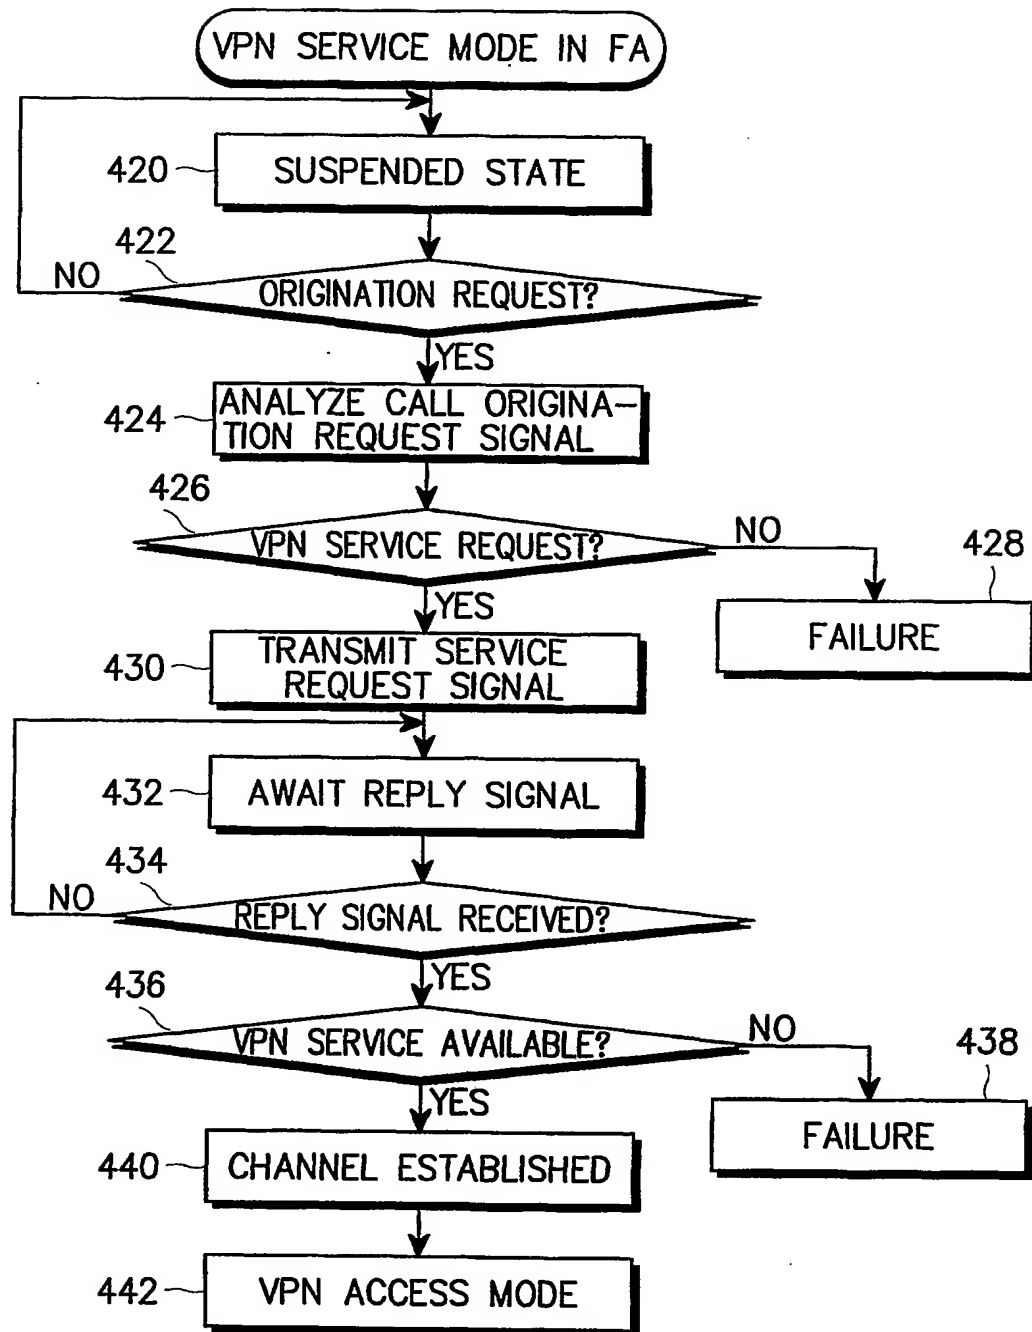 VPN SERVICE MODE IN FA
420
SUSPENDED STATE
422
NO
ORIGINATION REQUEST?
YES
424
ANALYZE CALL ORIGINA-
TION REQUEST SIGNAL
426
VPN SERVICE REQUEST?
NO
428
YES
FAILURE
430
TRANSMIT SERVICE
REQUEST SIGNAL
432
AWAIT REPLY SIGNAL
434
NO
REPLY SIGNAL RECEIVED?
YES
436
VPN SERVICE AVAILABLE?
NO
438
YES
FAILURE
440
CHANNEL ESTABLISHED
442
VPN ACCESS MODE